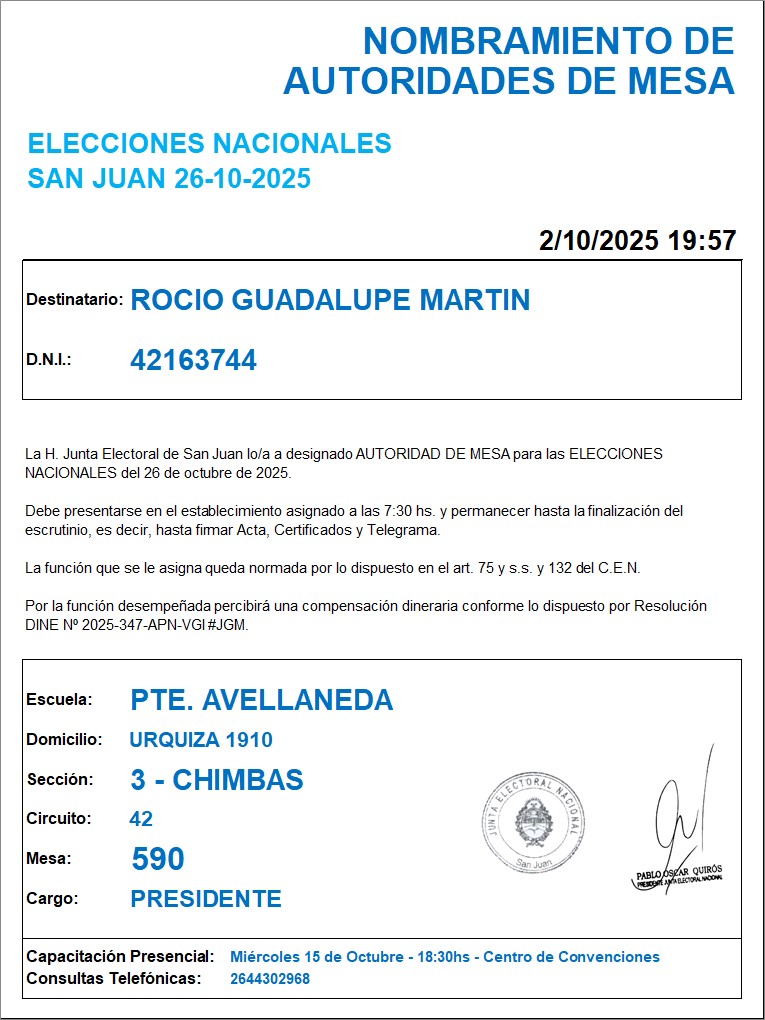 NOMBRAMIENTO DE
AUTORIDADES DE MESA
ELECCIONES NACIONALES
SAN JUAN 26-10-2025
2/10/2025 19:57
Destinatario: ROCIO GUADALUPE MARTIN
D.N.I.: 42163744
La H. Junta Electoral de San Juan lo/a a designado AUTORIDAD DE MESA para las ELECCIONES
NACIONALES del 26 de octubre de 2025.
Debe presentarse en el establecimiento asignado a las 7:30 hs. y permanecer hasta la finalización del
escrutinio, es decir, hasta firmar Acta, Certificados y Telegrama.
La función que se le asigna queda normada por lo dispuesto en el art. 75 y s.s. y 132 del C.E.N.
Por la función desempeñada percibirá una compensación dineraria conforme lo dispuesto por Resolución
DINE Nº 2025-347-APN-VGI#JGM.
Escuela: PTE. AVELLANEDA
Domicilio: URQUIZA 1910
Sección: 3 - CHIMBAS
Circuito: 42
Mesa: 590
Cargo: PRESIDENTE
JUNTA ELECTORAL NACIONAL
San Juan
PABLO OSCAR QUIRÓS
PRESIDENTE JUNTA ELECTORAL NACIONAL
Capacitación Presencial: Miércoles 15 de Octubre - 18:30hs - Centro de Convenciones
Consultas Telefónicas: 2644302968